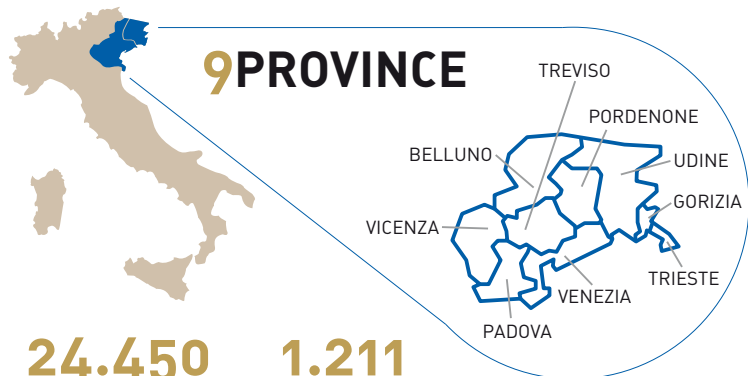 9PROVINCE
TREVISO
PORDENONE
BELLUNO
UDINE
GORIZIA
VICENZA
TRIESTE
VENEZIA
PADOVA
24.450
1.211